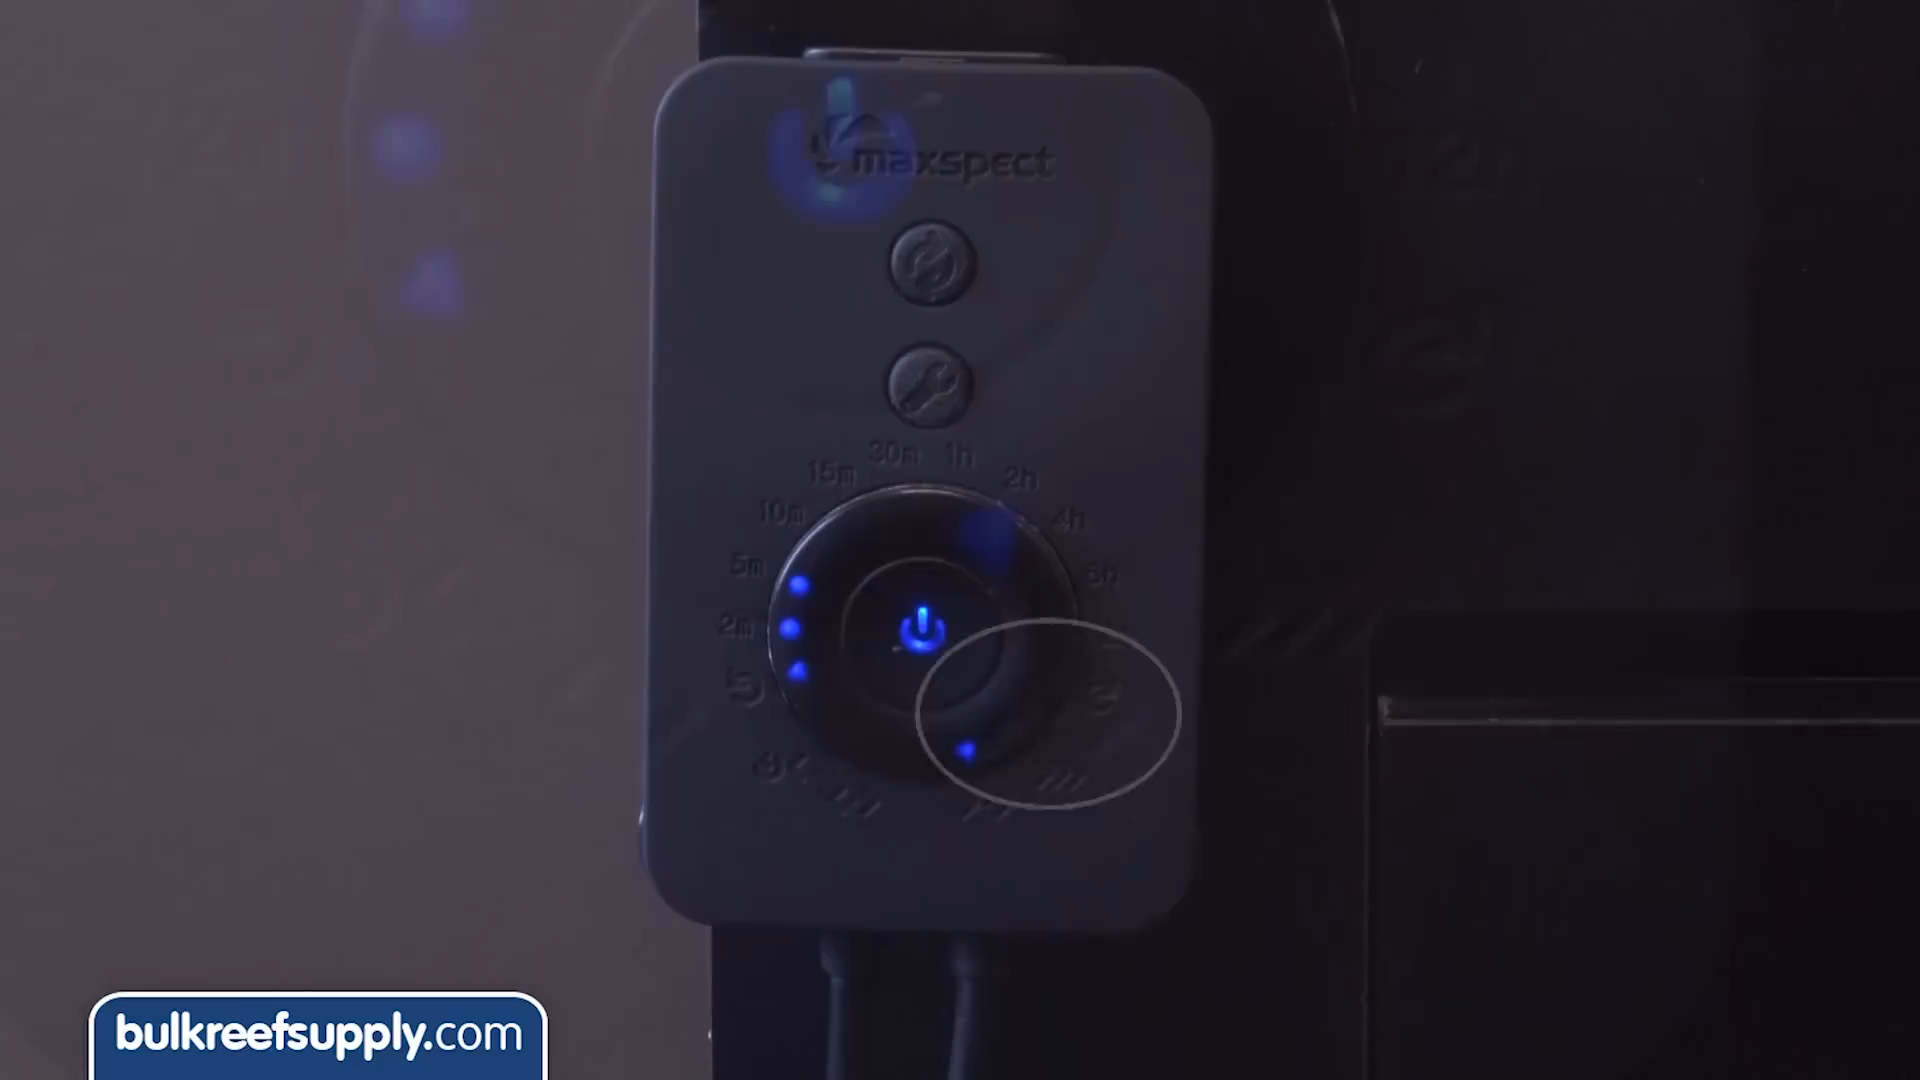 maxspect
30m 1h
15m 2h
10m 4h
5m 6h
2m
bulkreefsupply.com